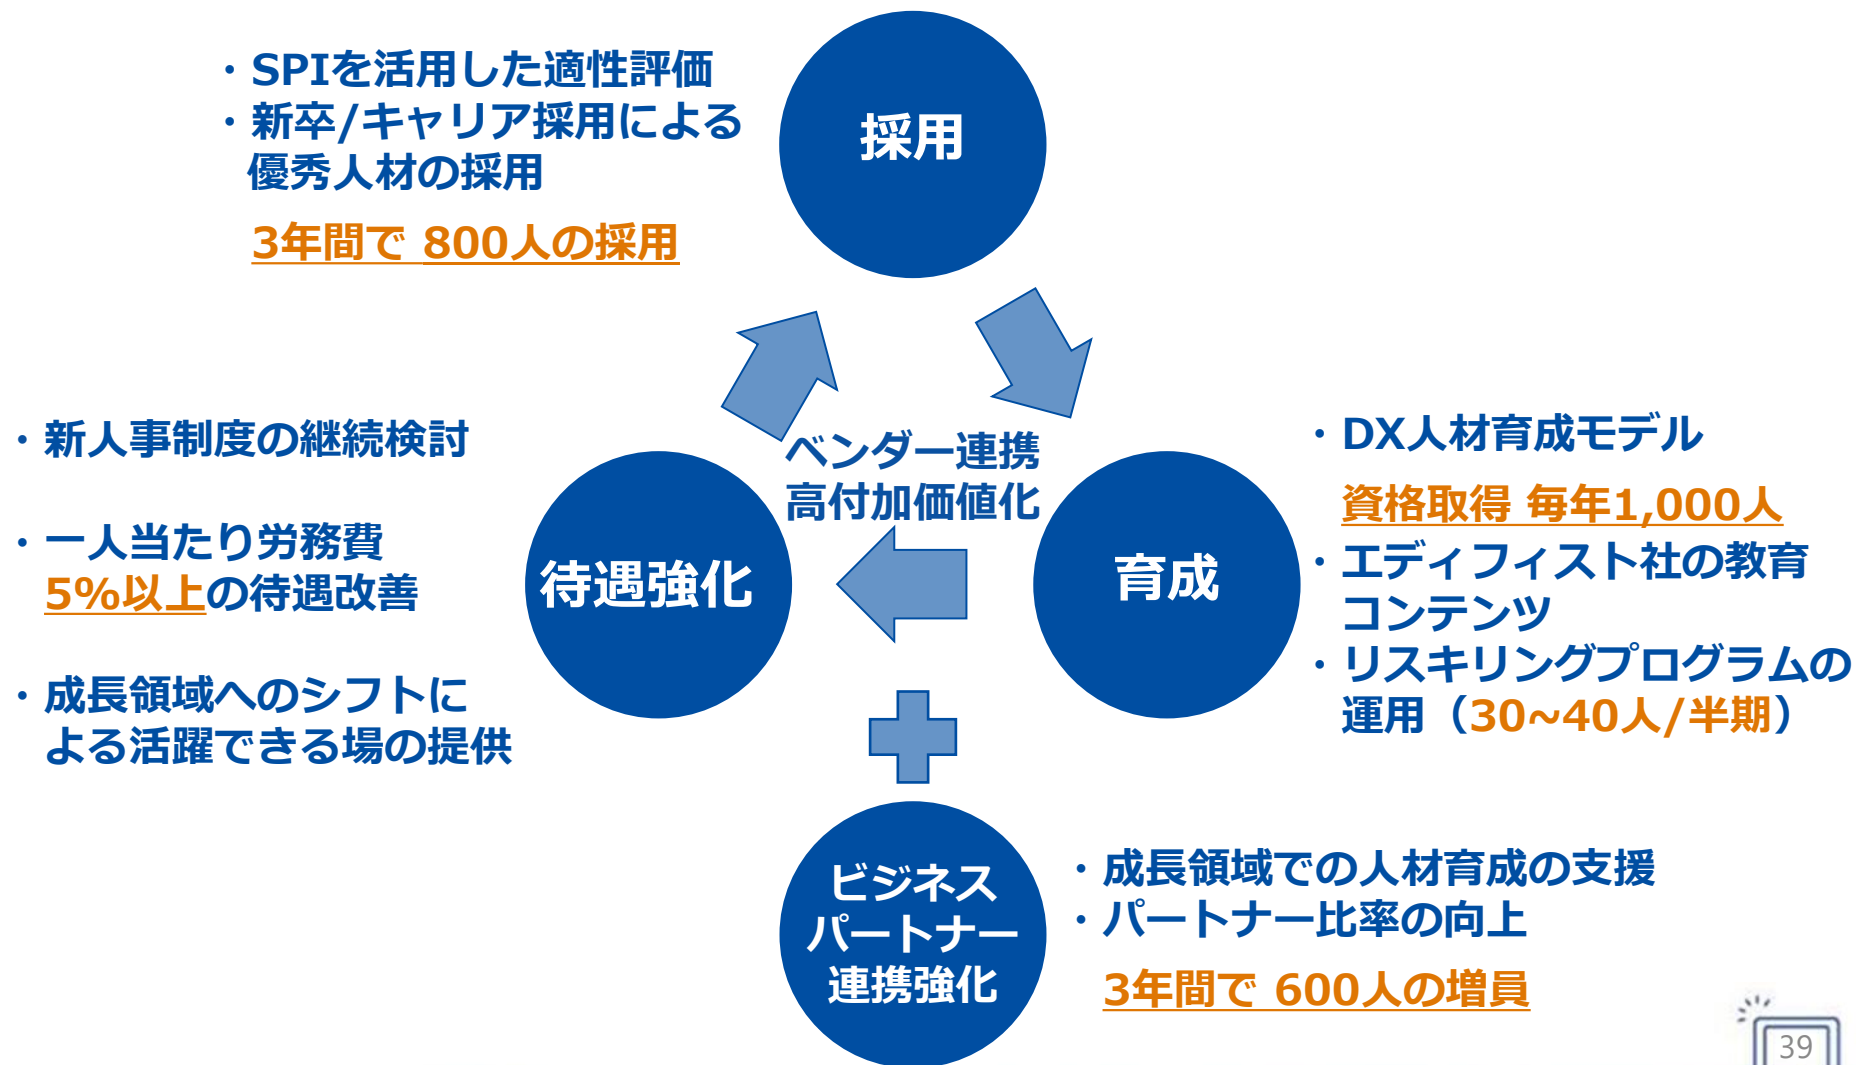 ・SPIを活用した適性評価
・新卒/キャリア採用による
優秀人材の採用
3年間で 800人の採用
採用
ベンダー連携
高付加価値化
・新人事制度の継続検討
・一人当たり労務費
5%以上の待遇改善
・成長領域へのシフトに
よる活躍できる場の提供
待遇強化
育成
・DX人材育成モデル
資格取得 毎年1,000人
・エディフィスト社の教育
コンテンツ
・リスキリングプログラムの
運用（30~40人/半期）
ビジネス
パートナー
連携強化
・成長領域での人材育成の支援
・パートナー比率の向上
3年間で 600人の増員
39